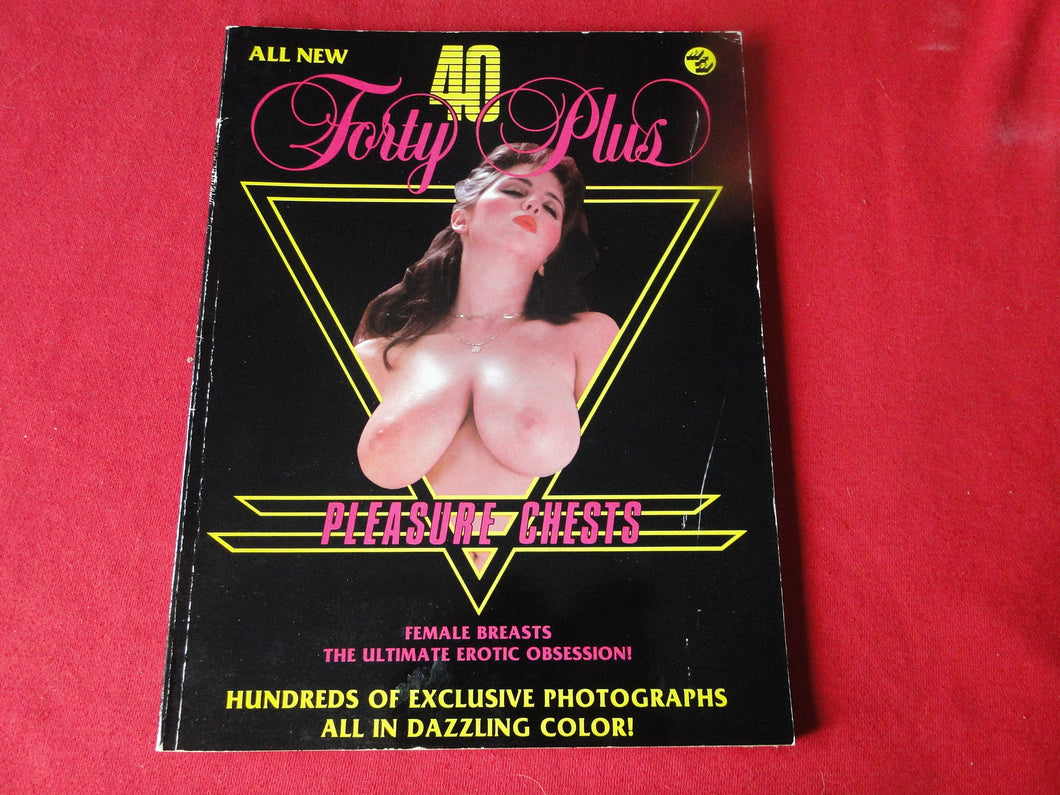 ALL NEW
40
Forty Plus
PLEASURE CHESTS
FEMALE BREASTS
THE ULTIMATE EROTIC OBSESSION!
HUNDREDS OF EXCLUSIVE PHOTOGRAPHS
ALL IN DAZZLING COLOR!